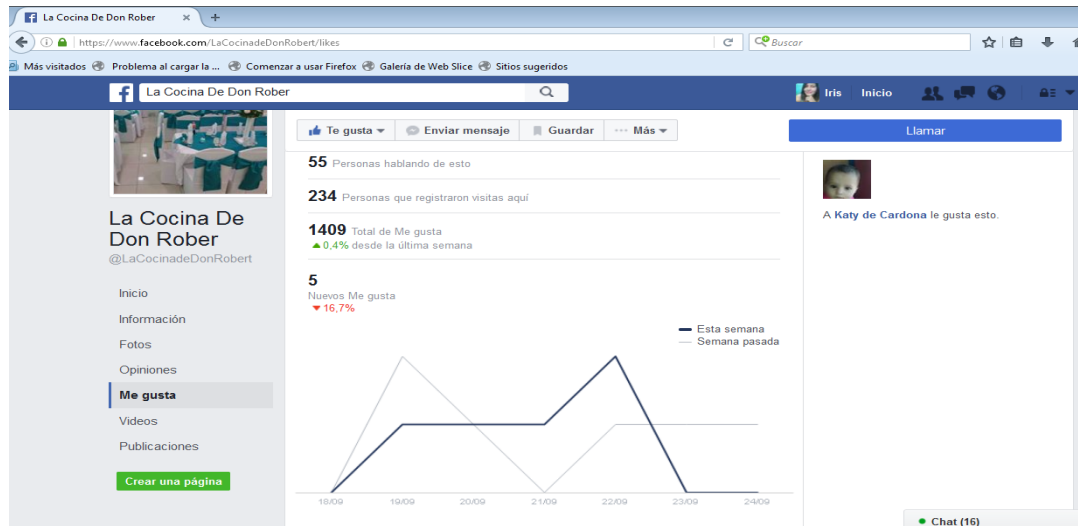 La Cocina De Don Rober × +
https://www.facebook.com/LaCocinadeDonRobert/likes
Buscar
Más visitados Problema al cargar la ... Comenzar a usar Firefox Galería de Web Slice Sitios sugeridos
La Cocina De Don Rober
Iris Inicio
Te gusta Enviar mensaje Guardar Más
Llamar
55 Personas hablando de esto
234 Personas que registraron visitas aquí
1409 Total de Me gusta
0,4% desde la última semana
5
Nuevos Me gusta
16,7%
Esta semana
Semana pasada
18/09 19/09 20/09 21/09 22/09 23/09 24/09
La Cocina De
Don Rober
@LaCocinadeDonRobert
Inicio
Información
Fotos
Opiniones
Me gusta
Videos
Publicaciones
Crear una página
A Katy de Cardona le gusta esto.
Chat (16)